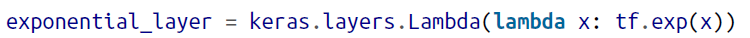 exponential_layer = keras.layers.Lambda(lambda x: tf.exp(x))